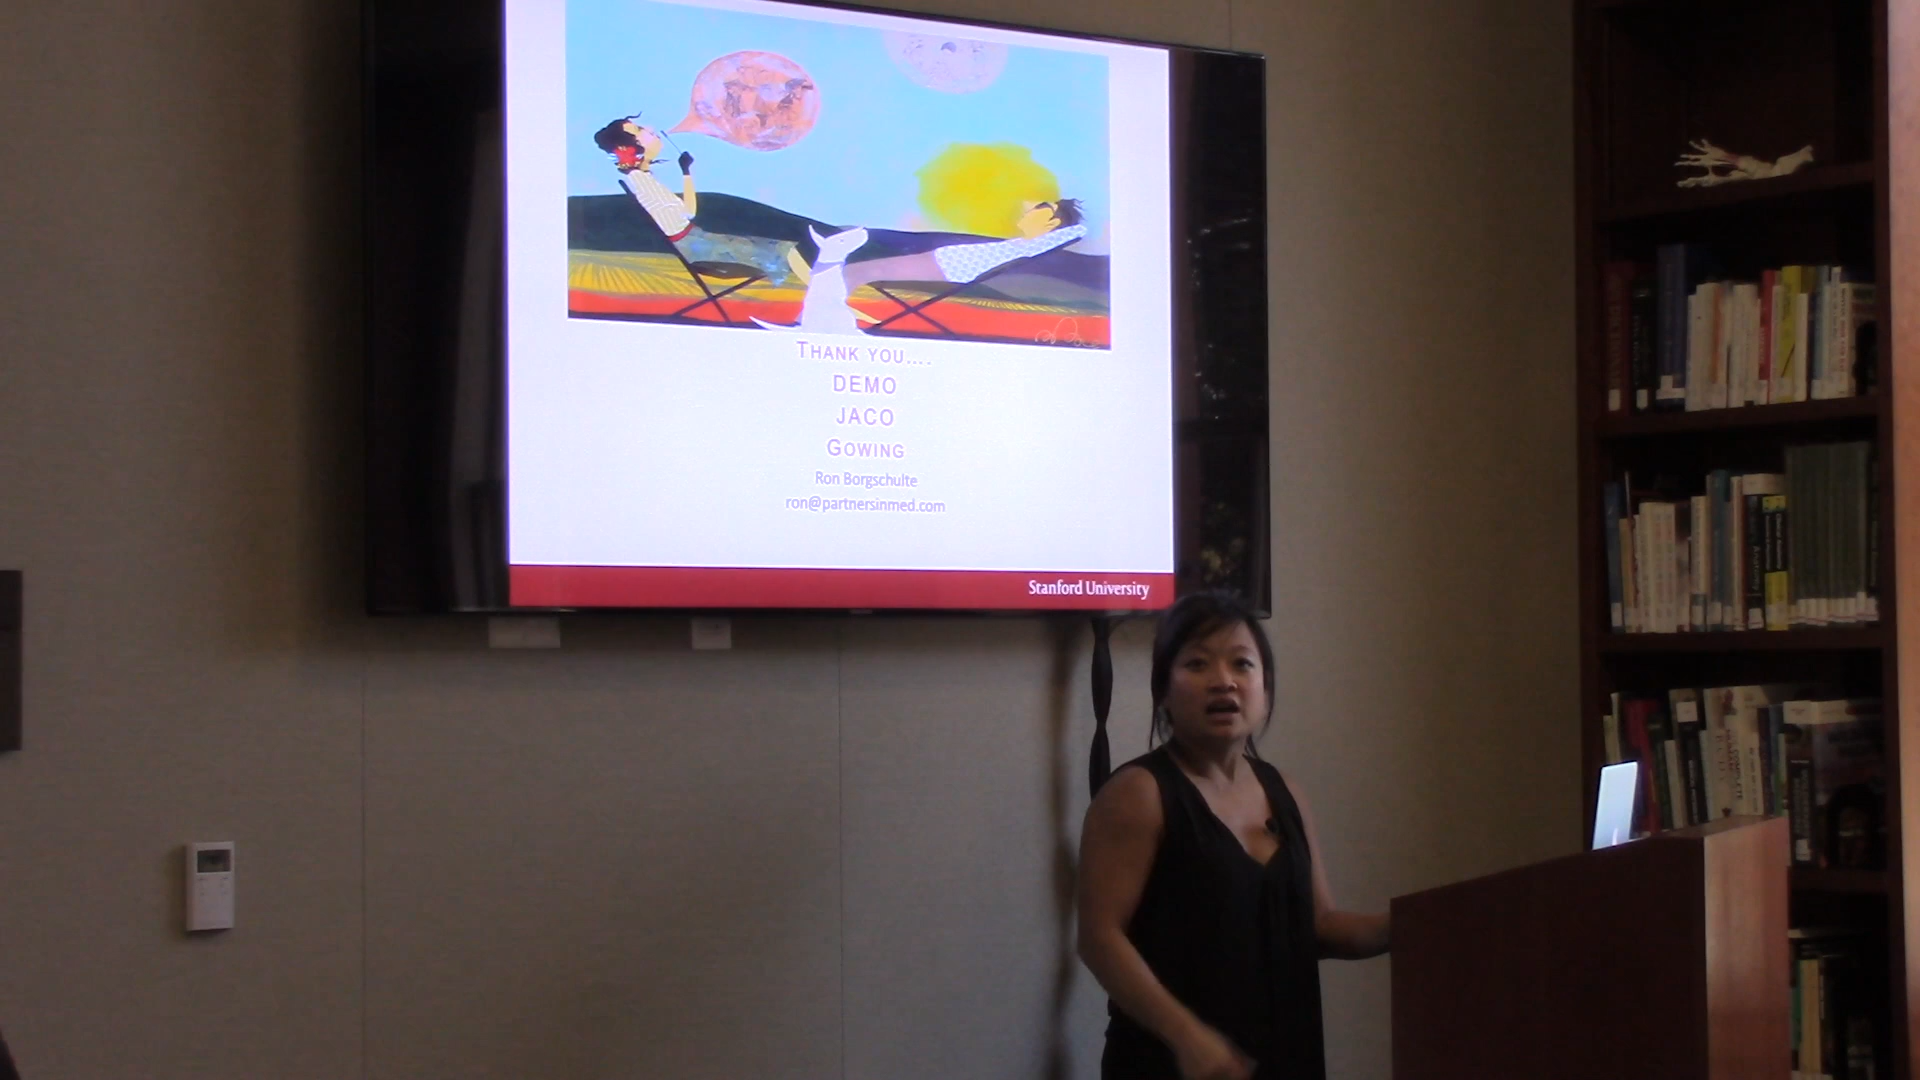 THANK YOU....
DEMO
JACO
GOWING
Ron Borgschulte
ron@partnersinmed.com
Stanford University